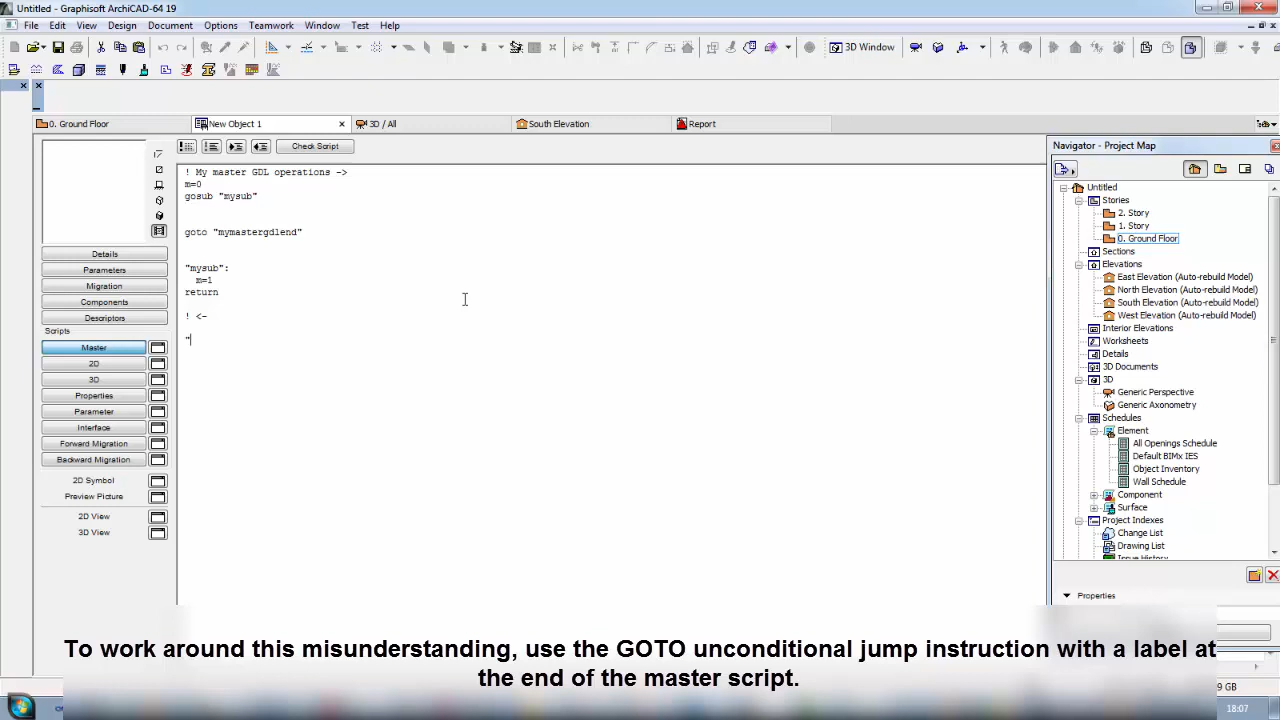 Untitled - Graphisoft ArchiCAD-64 19
File Edit View Design Document Options Teamwork Window Test Help
3D Window
0. Ground Floor
New Object 1
3D / All
South Elevation
Report
Check Script
! My master GDL operations ->
m=0
gosub "mysub"
goto "mymastergdlend"
"mysub":
m=1
return
! <-
"
Details
Parameters
Migration
Components
Descriptors
Scripts
Master
2D
3D
Properties
Parameter
Interface
Forward Migration
Backward Migration
2D Symbol
Preview Picture
2D View
3D View
Navigator - Project Map
Untitled
Stories
2. Story
1. Story
0. Ground Floor
Sections
Elevations
East Elevation (Auto-rebuild Model)
North Elevation (Auto-rebuild Model)
South Elevation (Auto-rebuild Model)
West Elevation (Auto-rebuild Model)
Interior Elevations
Worksheets
Details
3D Documents
3D
Generic Perspective
Generic Axonometry
Schedules
Element
All Openings Schedule
Default BIMx IES
Object Inventory
Wall Schedule
Component
Surface
Project Indexes
Change List
Drawing List
Issue History
Properties
To work around this misunderstanding, use the GOTO unconditional jump instruction with a label at
the end of the master script.
9 GB
18:07